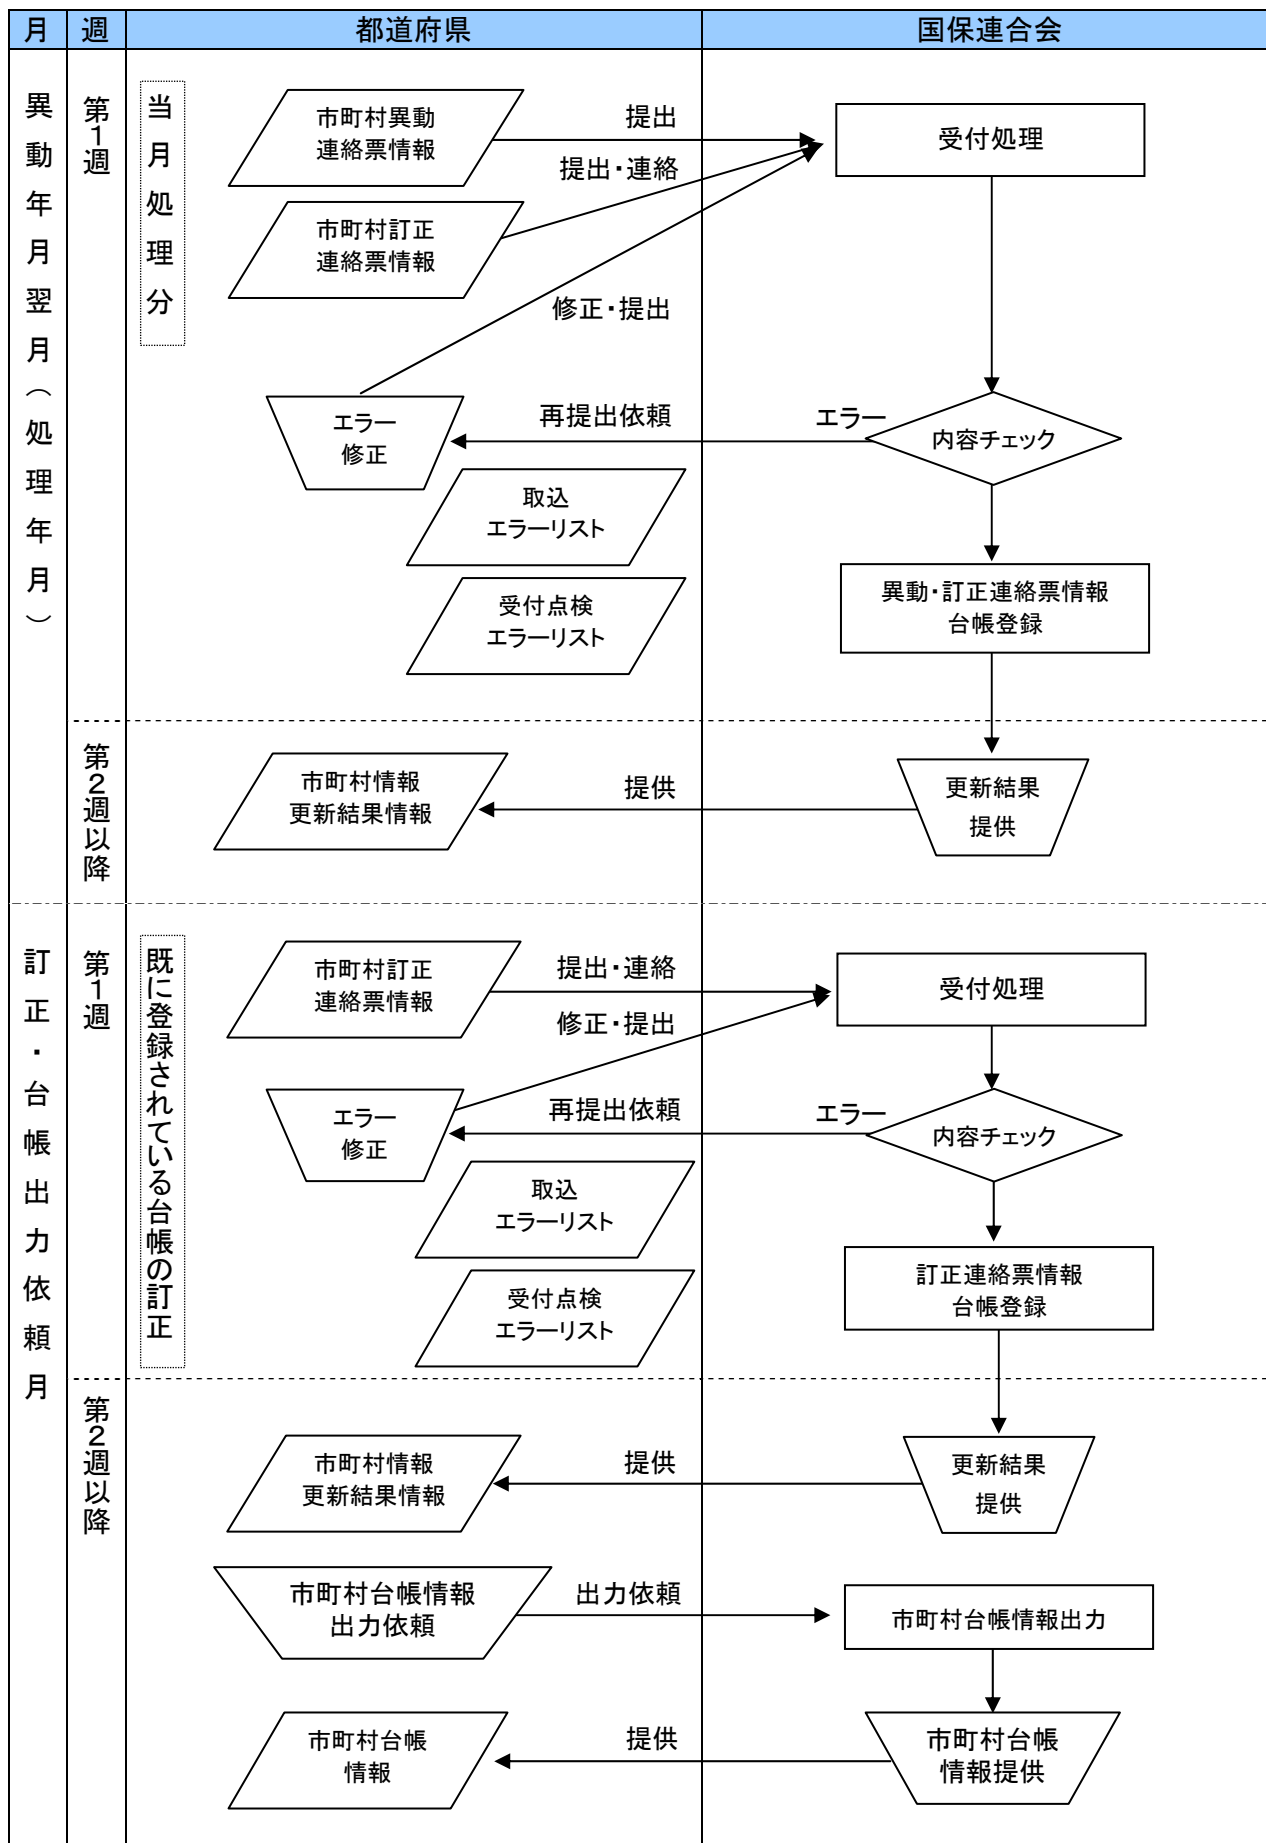 月
週
都道府県
国保連合会
異動年月翌月（処理年月）
第1週
当月処理分
市町村異動
連絡票情報
提出
受付処理
提出・連絡
市町村訂正
連絡票情報
修正・提出
エラー
修正
再提出依頼
エラー
内容チェック
取込
エラーリスト
異動・訂正連絡票情報
台帳登録
受付点検
エラーリスト
第2週以降
市町村情報
更新結果情報
提供
更新結果
提供
訂正・台帳出力依頼月
第1週
既に登録されている台帳の訂正
市町村訂正
連絡票情報
提出・連絡
受付処理
修正・提出
エラー
修正
再提出依頼
エラー
内容チェック
取込
エラーリスト
訂正連絡票情報
台帳登録
受付点検
エラーリスト
第2週以降
市町村情報
更新結果情報
提供
更新結果
提供
市町村台帳情報
出力依頼
出力依頼
市町村台帳情報出力
市町村台帳
情報
提供
市町村台帳
情報提供